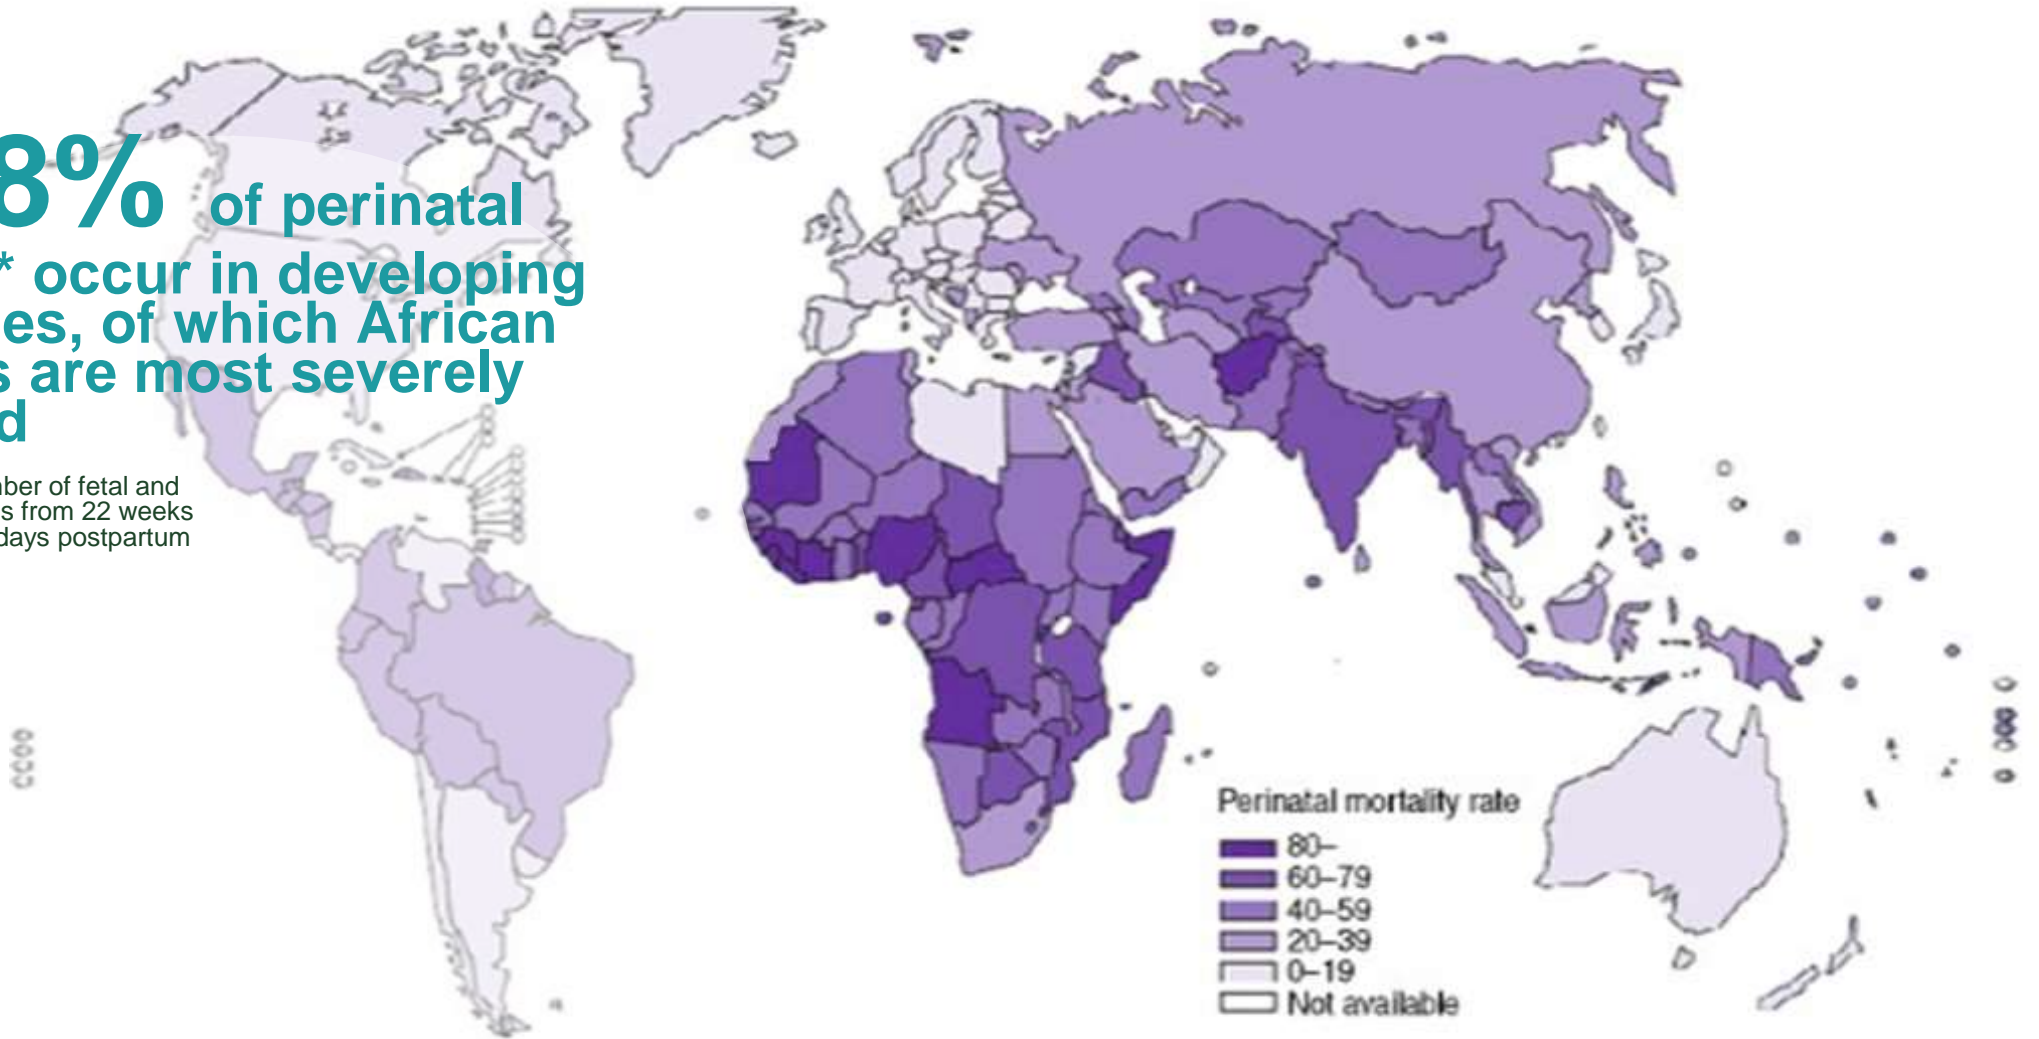 8% of perinatal
* occur in developing
es, of which African
s are most severely
d
ber of fetal and
s from 22 weeks
days postpartum
Perinatal mortality rate
80–
60–79
40–59
20–39
0–19
Not available